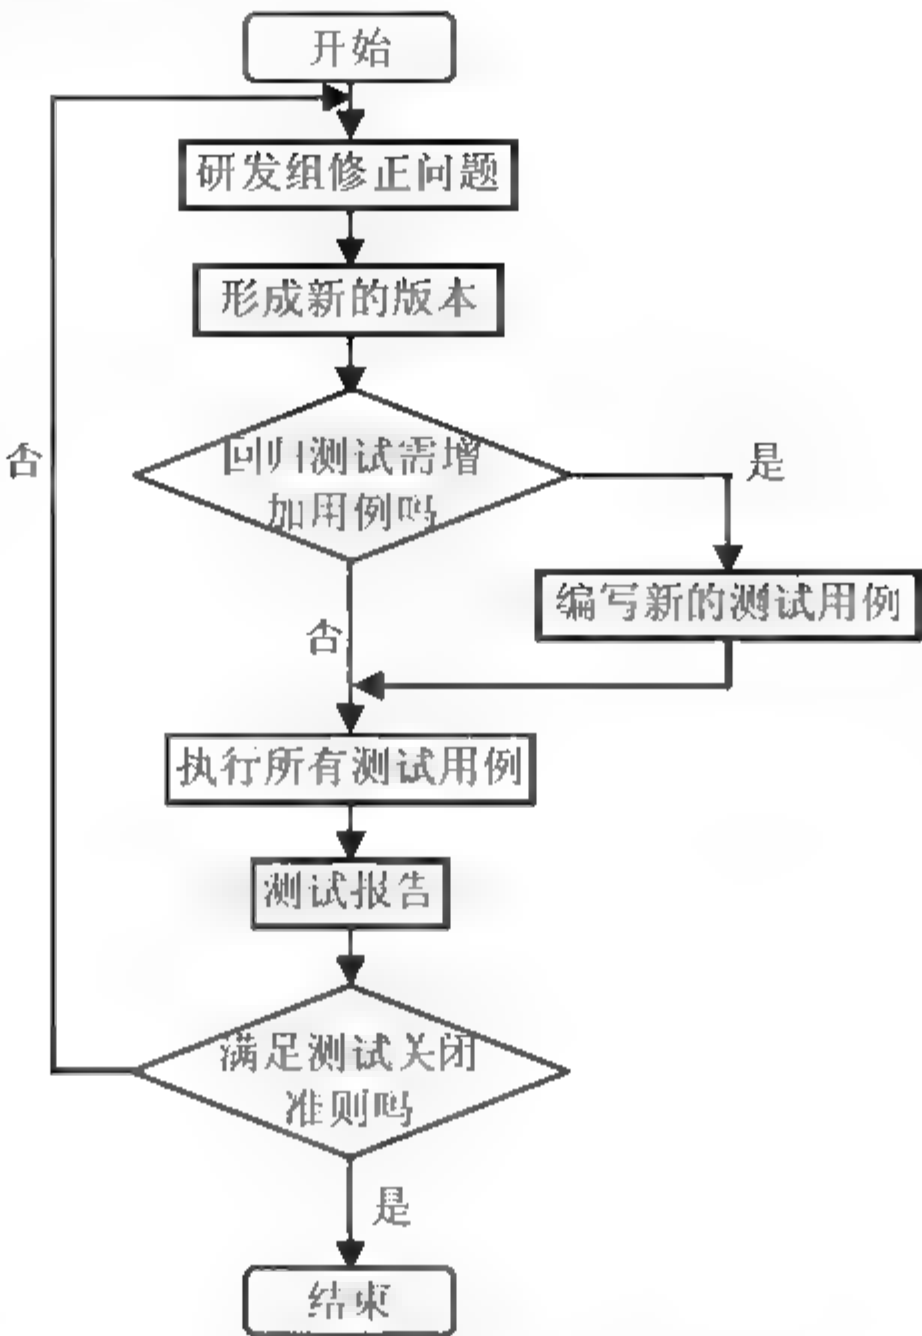 开始
研发组修正问题
形成新的版本
否
回归测试需增
加用例吗
是
编写新的测试用例
否
执行所有测试用例
测试报告
满足测试关闭
准则吗
是
结束